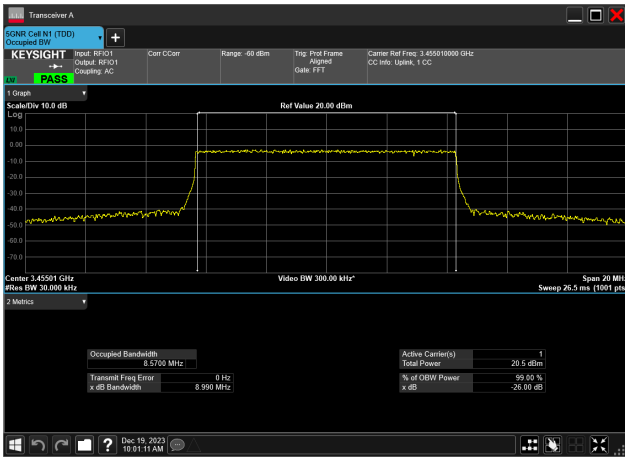 Transceiver A
5GNR Cell N1 (TDD)
Occupied BW
KEYSIGHT
LXI
PASS
Input: RFIO1
Output: RFIO1
Coupling: AC
Corr CCorr
Range: -60 dBm
Trig: Prot Frame
Aligned
Gate: FFT
Carrier Ref Freq: 3.455010000 GHz
CC Info: Uplink, 1 CC
1 Graph
Scale/Div 10.0 dB
Ref Value 20.00 dBm
Log
10.0
0.00
-10.0
-20.0
-30.0
-40.0
-50.0
-60.0
-70.0
Center 3.45501 GHz
Video BW 300.00 kHz*
Span 20 MHz
#Res BW 30.000 kHz
Sweep 26.5 ms (1001 pts
2 Metrics
Occupied Bandwidth
8.5700 MHz
Transmit Freq Error 0 Hz
x dB Bandwidth 8.990 MHz
Active Carrier(s) 1
Total Power 20.5 dBm
% of OBW Power 99.00 %
x dB -26.00 dB
?
Dec 19, 2023
10:01:11 AM